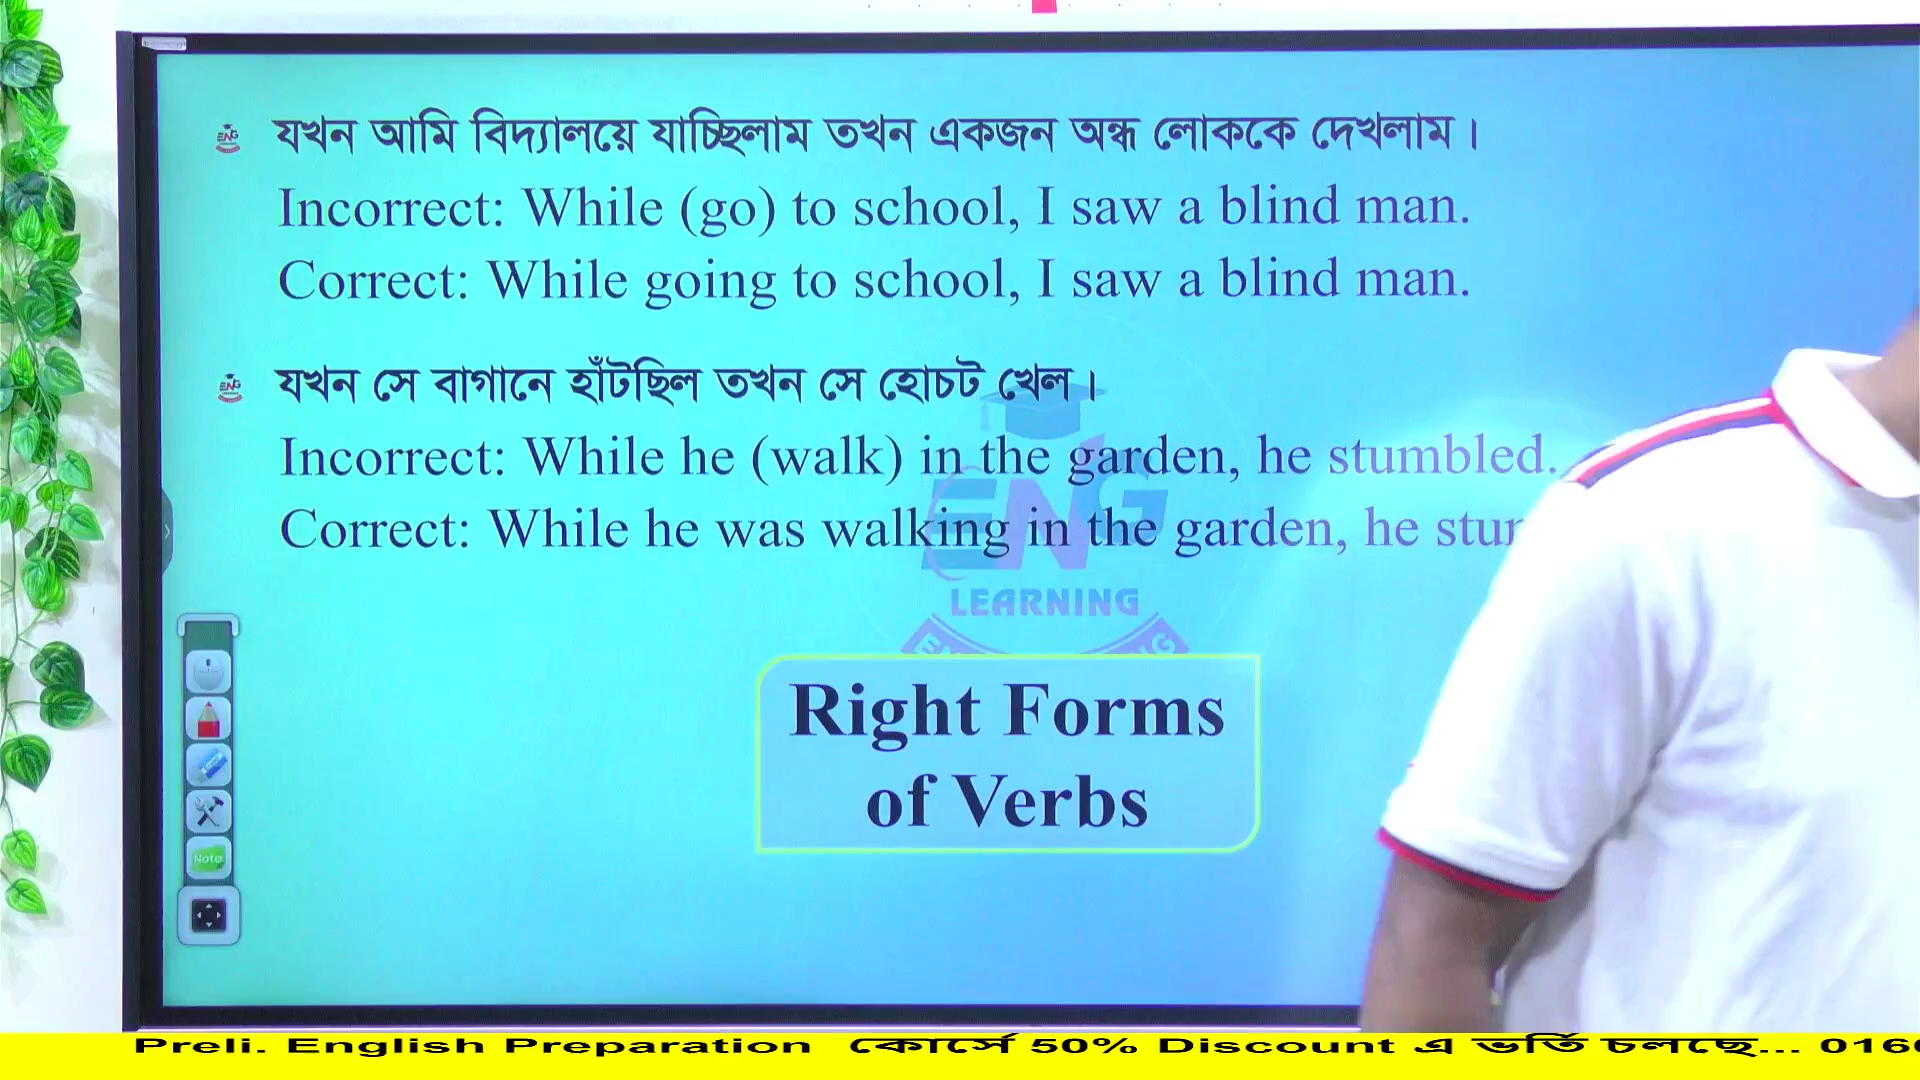 যখন আমি বিদ্যালয়ে যাচ্ছিলাম তখন একজন অন্ধ লোককে দেখলাম।
Incorrect: While (go) to school, I saw a blind man.
Correct: While going to school, I saw a blind man.
যখন সে বাগানে হাঁটছিল তখন সে হোচট খেল।
Incorrect: While he (walk) in the garden, he stumbled.
Correct: While he was walking in the garden, he
ENG
LEARNING
Right Forms
of Verbs
Note
Preli. English Preparation কোর্সে 50% Discount এ ভর্তি চলছে...